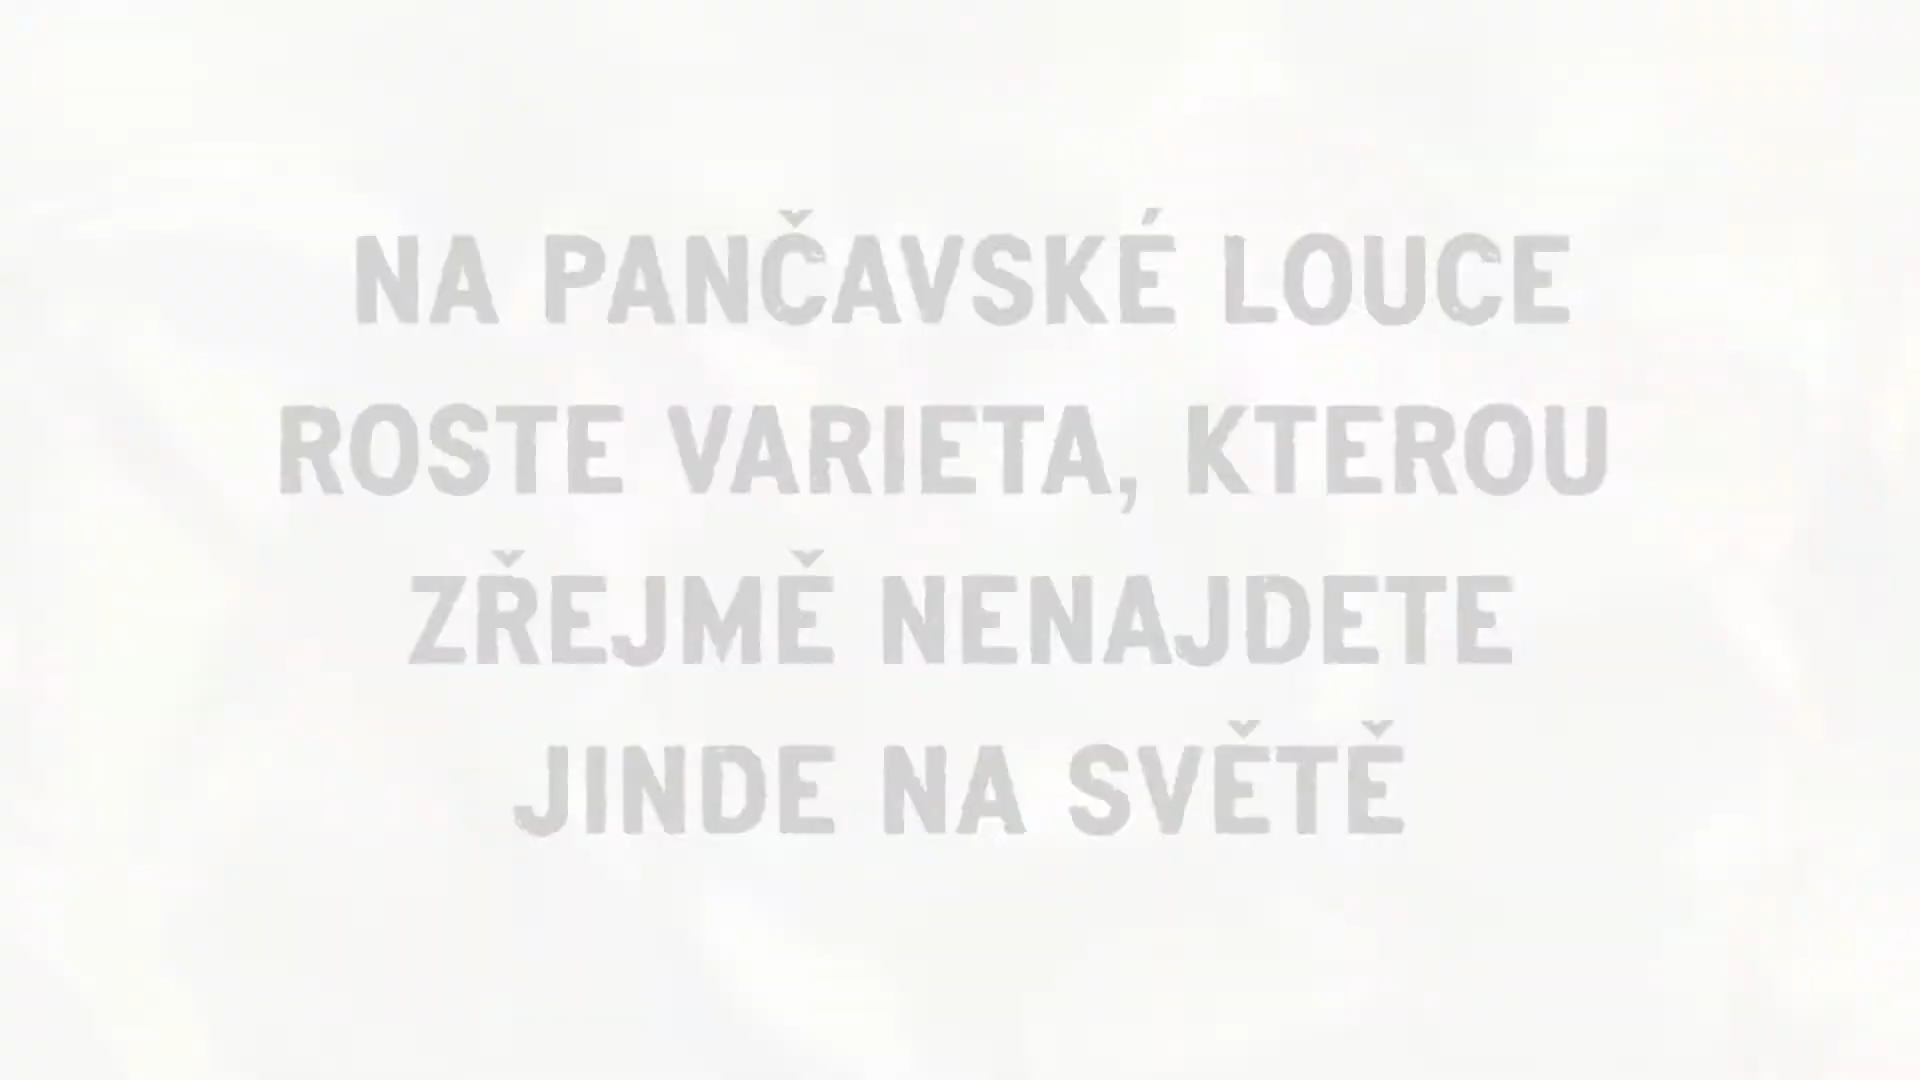 NA PANČAVSKÉ LOUCE
ROSTE VARIETA, KTEROU
ZŘEJMĚ NENAJDETE
JINDE NA SVĚTĚ